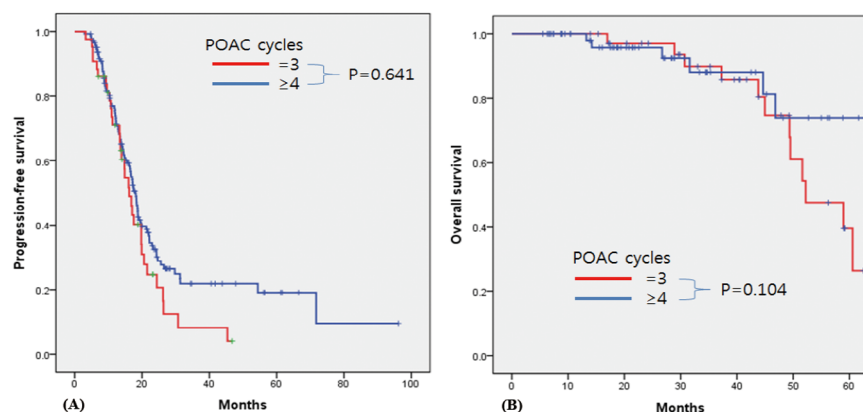 POAC cycles
=3
≥4
P=0.641
Progression-free survival
1.0
0.8
0.6
0.4
0.2
0.0
0 20 40 60 80 100
(A) Months
POAC cycles
=3
≥4
P=0.104
Overall survival
1.0
0.8
0.6
0.4
0.2
0.0
0 10 20 30 40 50 60
(B) Months